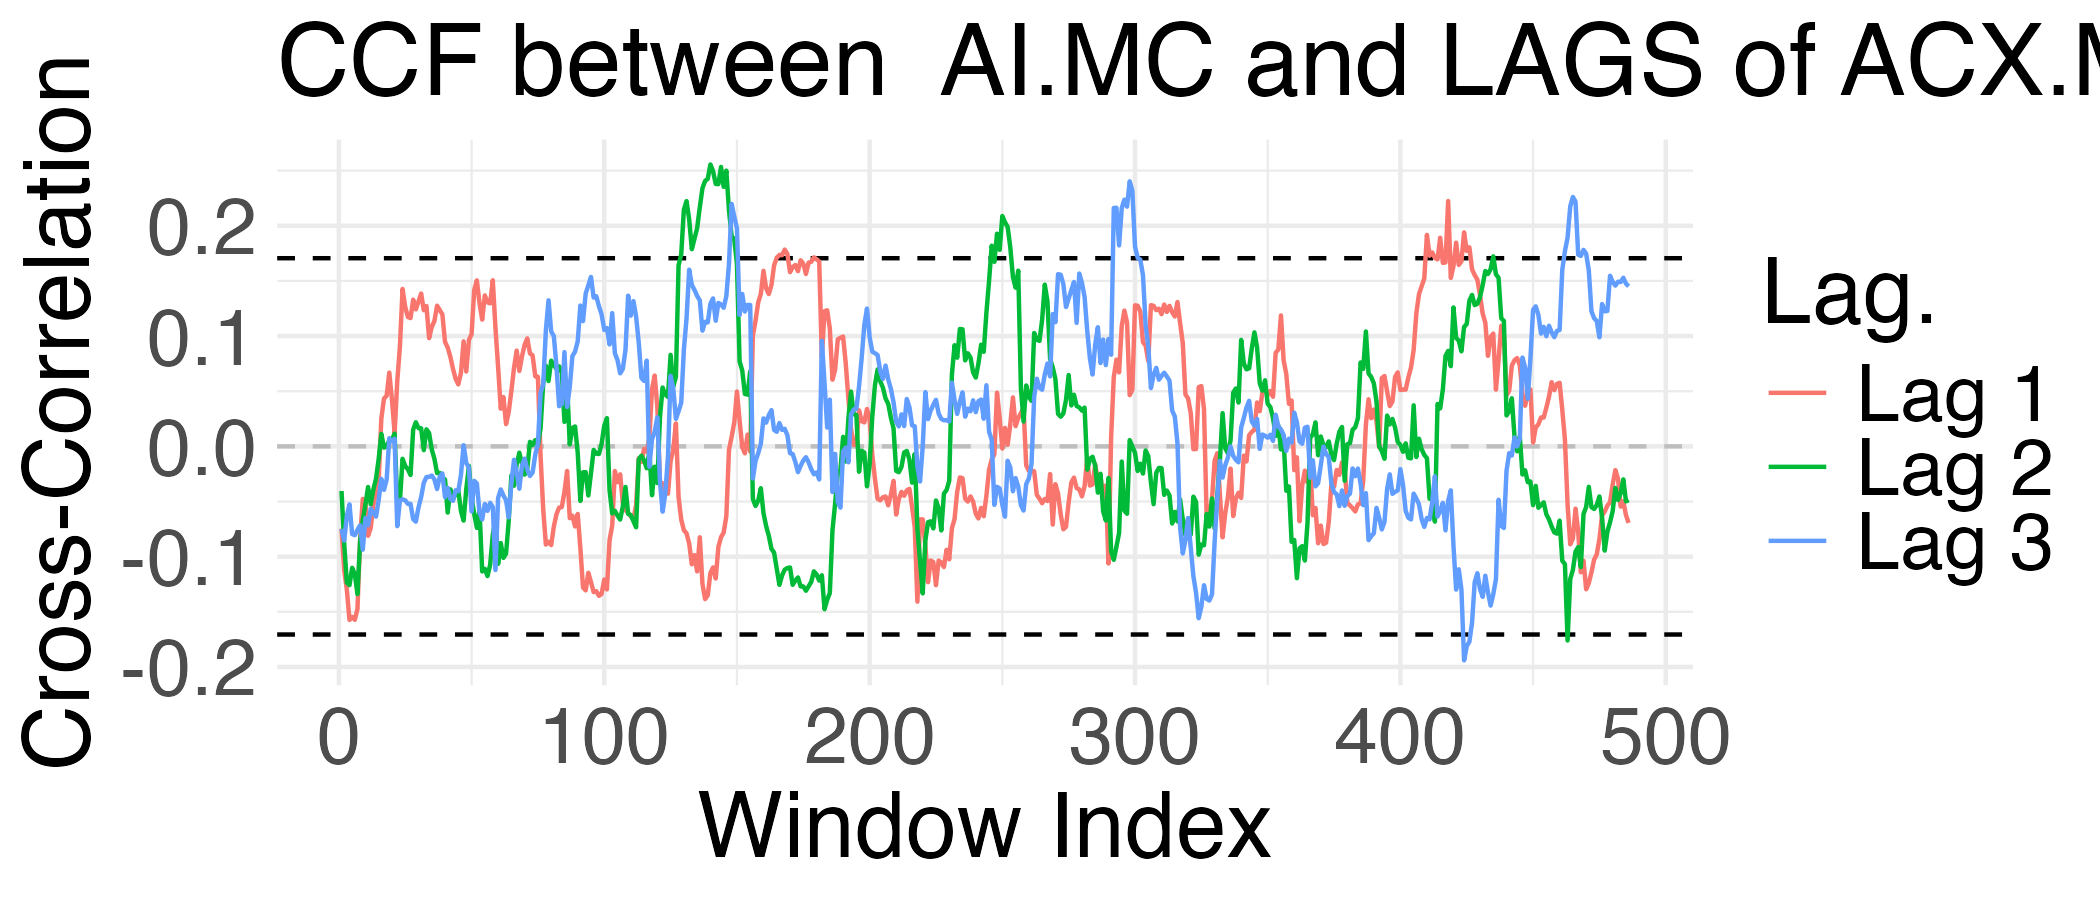 CCF between  AI.MC and LAGS of ACX.M
Cross-Correlation
0.2
0.1
0.0
-0.1
-0.2
0 100 200 300 400 500
Window Index
Lag.
Lag 1
Lag 2
Lag 3